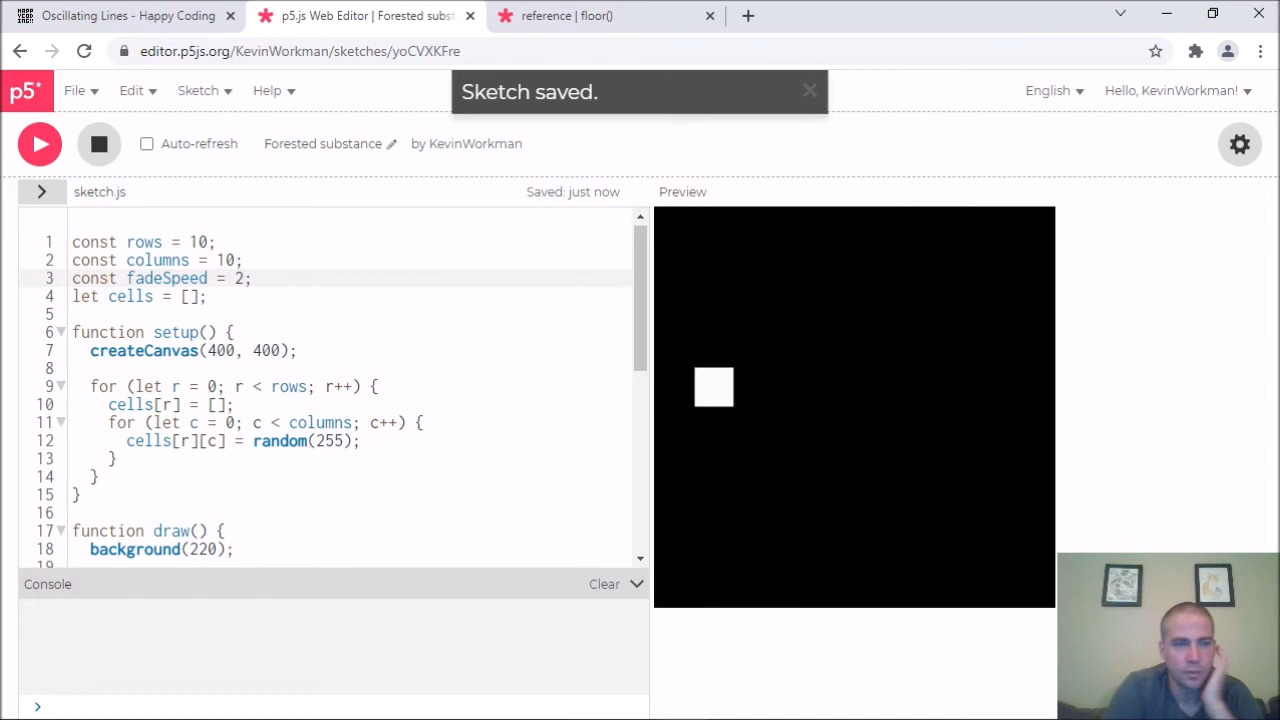 Oscillating Lines - Happy Coding
p5.js Web Editor | Forested subst
reference | floor()
editor.p5js.org/KevinWorkman/sketches/yoCVXKFre
p5*
File
Edit
Sketch
Help
Sketch saved.
English
Hello, KevinWorkman!
Auto-refresh
Forested substance
by KevinWorkman
sketch.js
Saved: just now
Preview
1 const rows = 10;
2 const columns = 10;
3 const fadeSpeed = 2;
4 let cells = [];
5
6 function setup() {
7 createCanvas(400, 400);
8
9 for (let r = 0; r < rows; r++) {
10 cells[r] = [];
11 for (let c = 0; c < columns; c++) {
12 cells[r][c] = random(255);
13 }
14 }
15 }
16
17 function draw() {
18 background(220);
19
Console
Clear
>